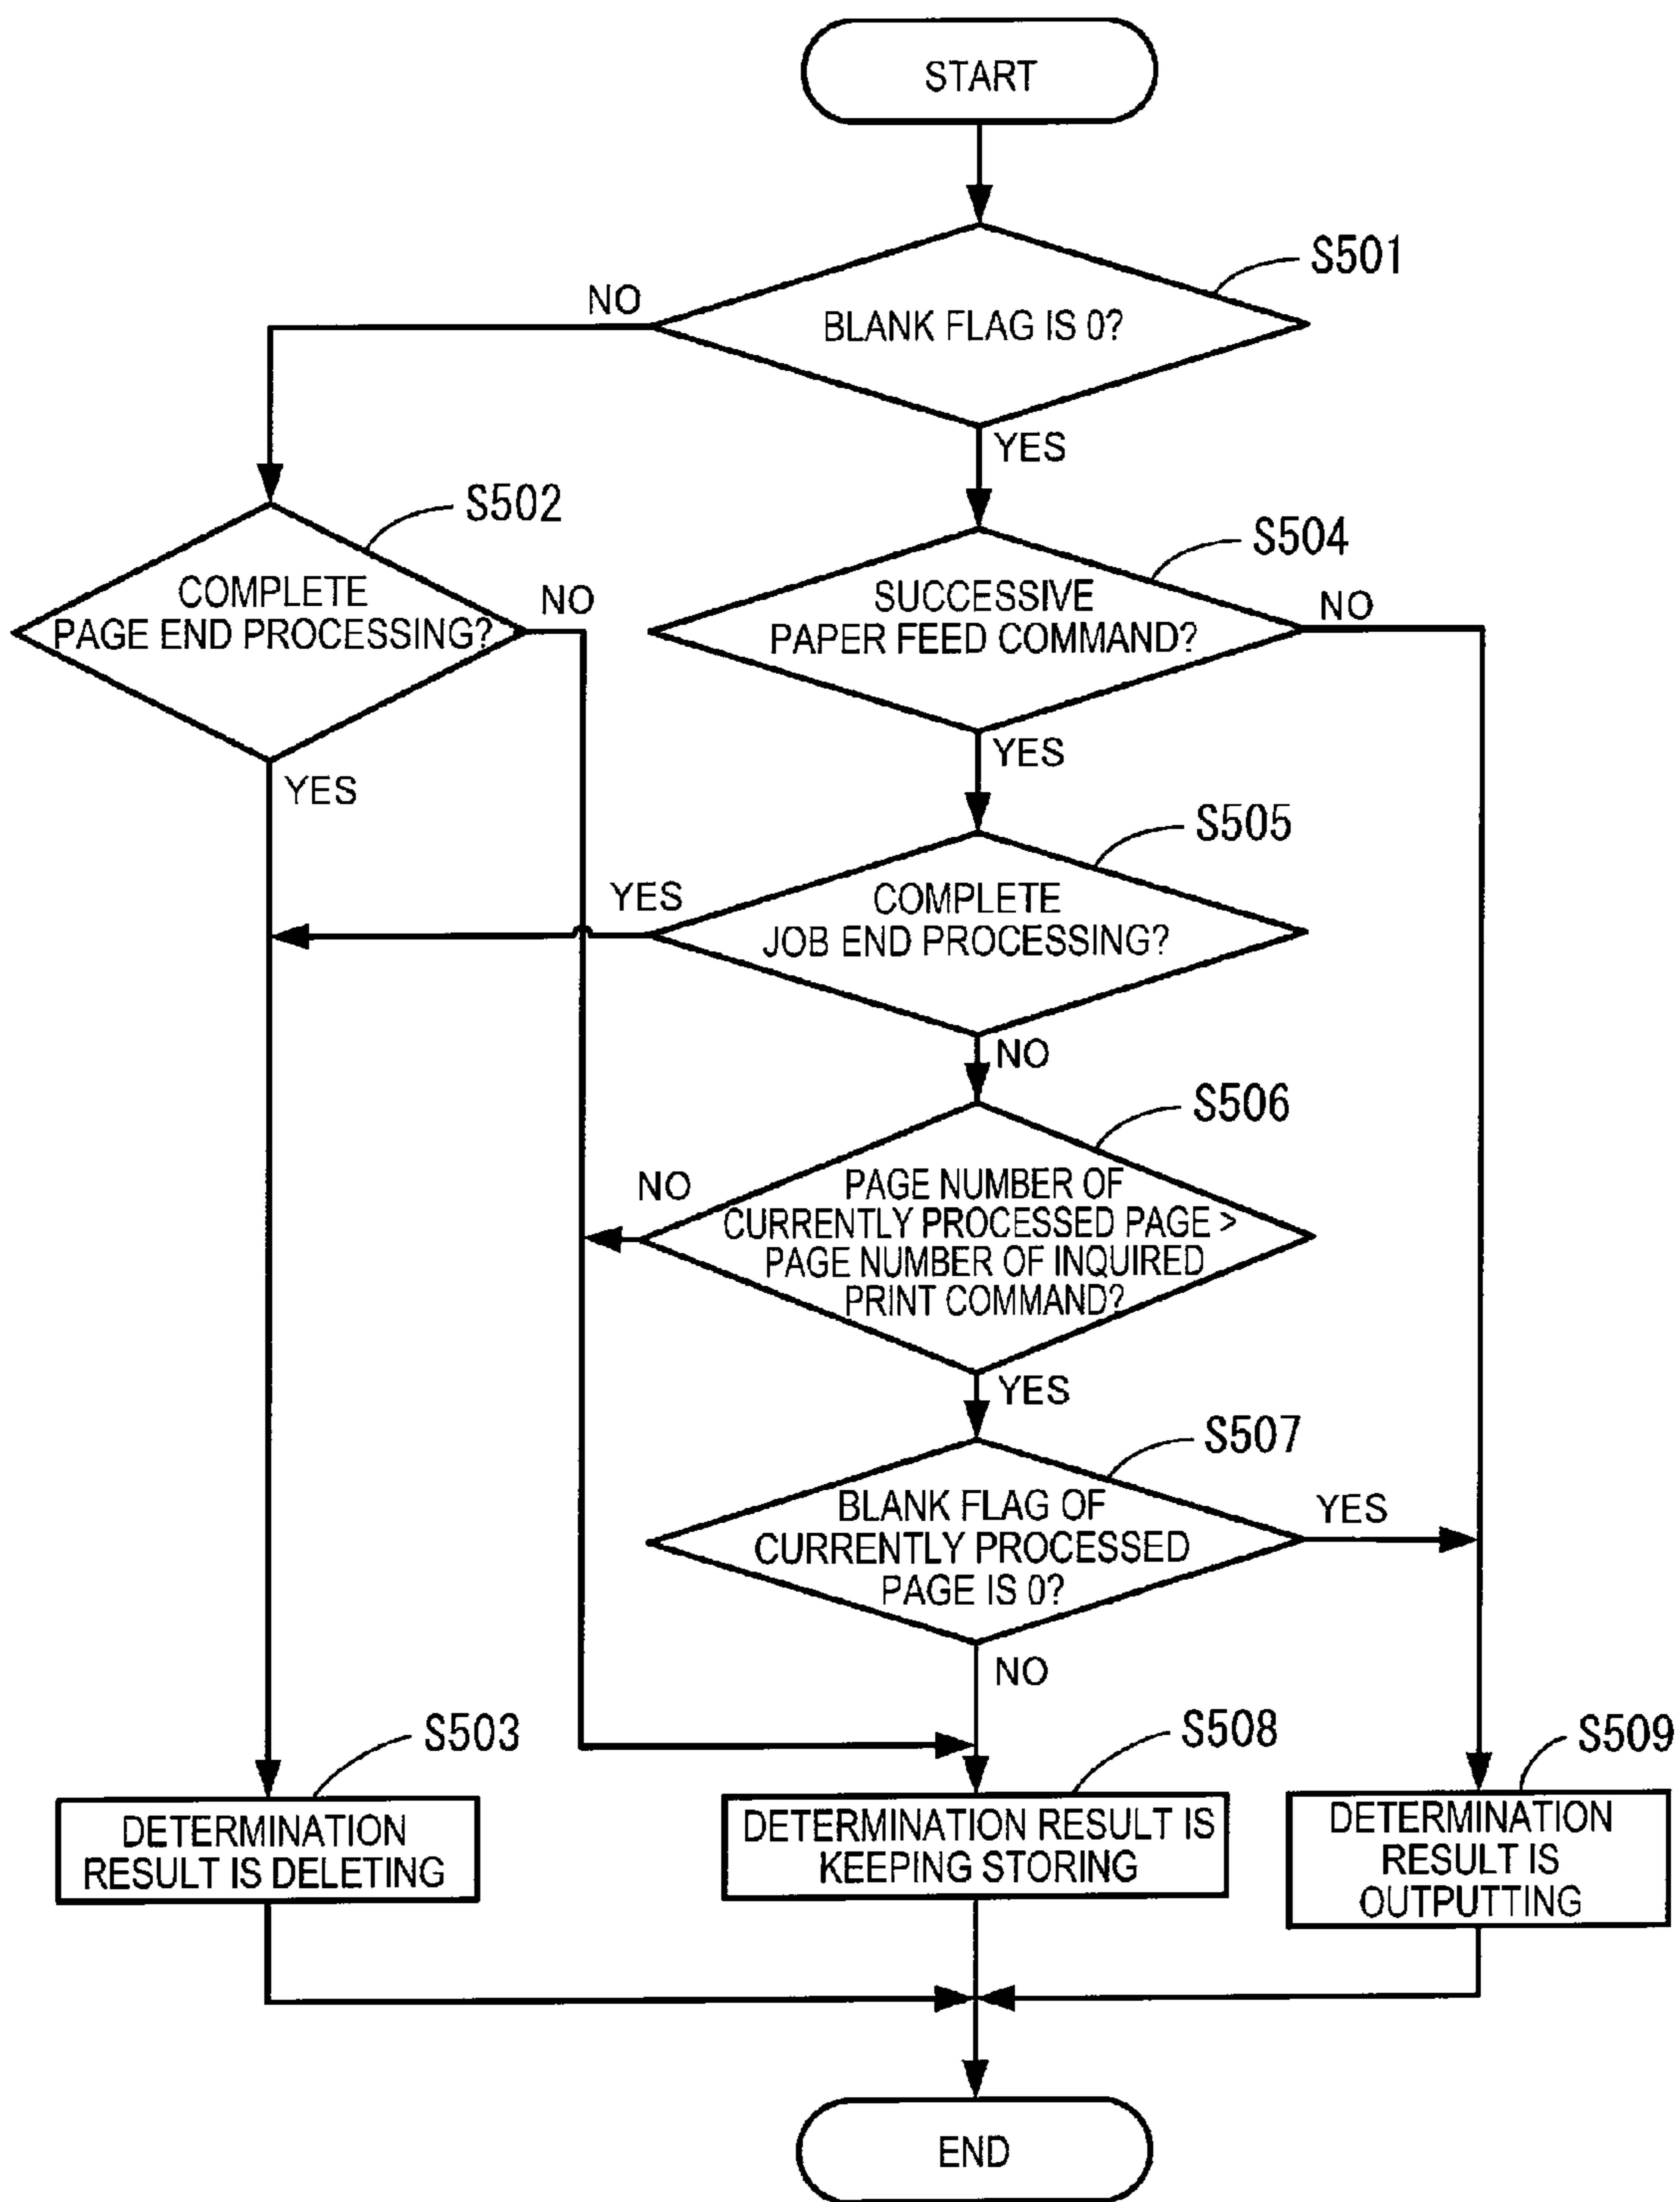 START
S501
NO
BLANK FLAG IS 0?
YES
S502
S504
COMPLETE
PAGE END PROCESSING?
NO
SUCCESSIVE
PAPER FEED COMMAND?
NO
YES
YES
S505
YES
COMPLETE
JOB END PROCESSING?
NO
S506
NO
PAGE NUMBER OF
CURRENTLY PROCESSED PAGE >
PAGE NUMBER OF INQUIRED
PRINT COMMAND?
YES
S507
BLANK FLAG OF
CURRENTLY PROCESSED
PAGE IS 0?
YES
NO
S503
S508
S509
DETERMINATION
RESULT IS DELETING
DETERMINATION RESULT IS
KEEPING STORING
DETERMINATION
RESULT IS
OUTPUTTING
END